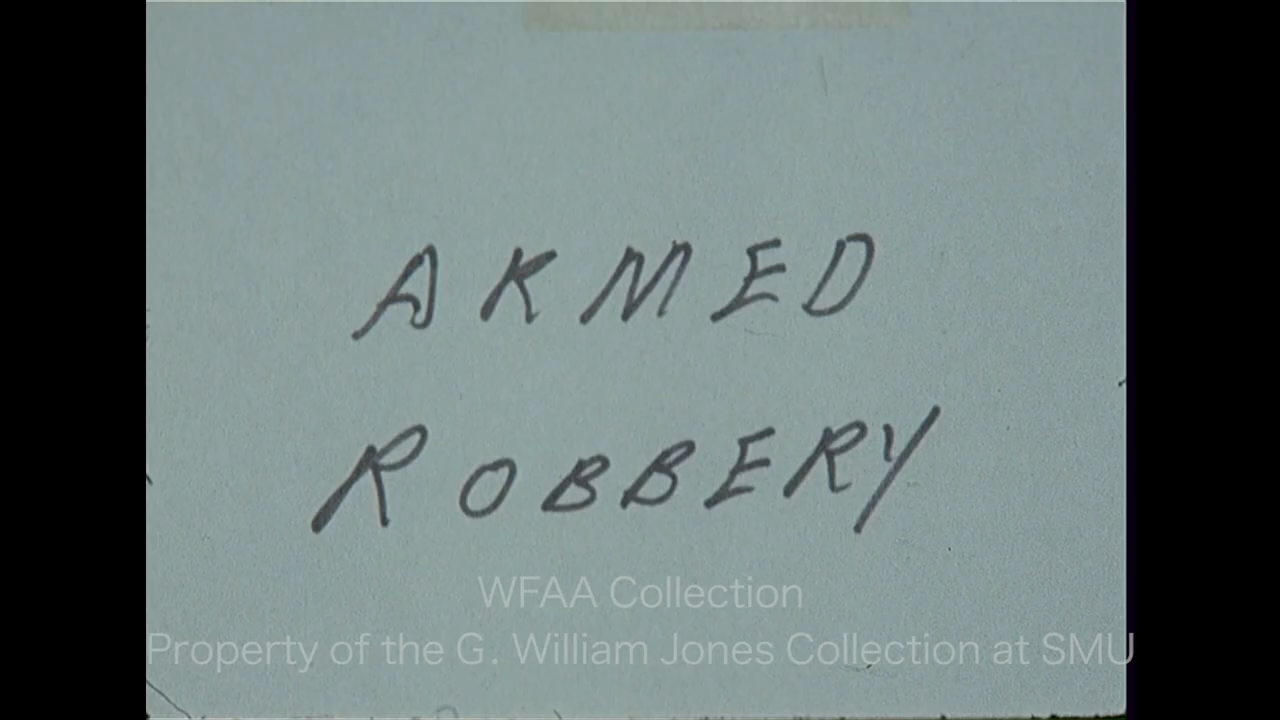 ARMED
ROBBERY
WFAA Collection
Property of the G. William Jones Collection at SMU